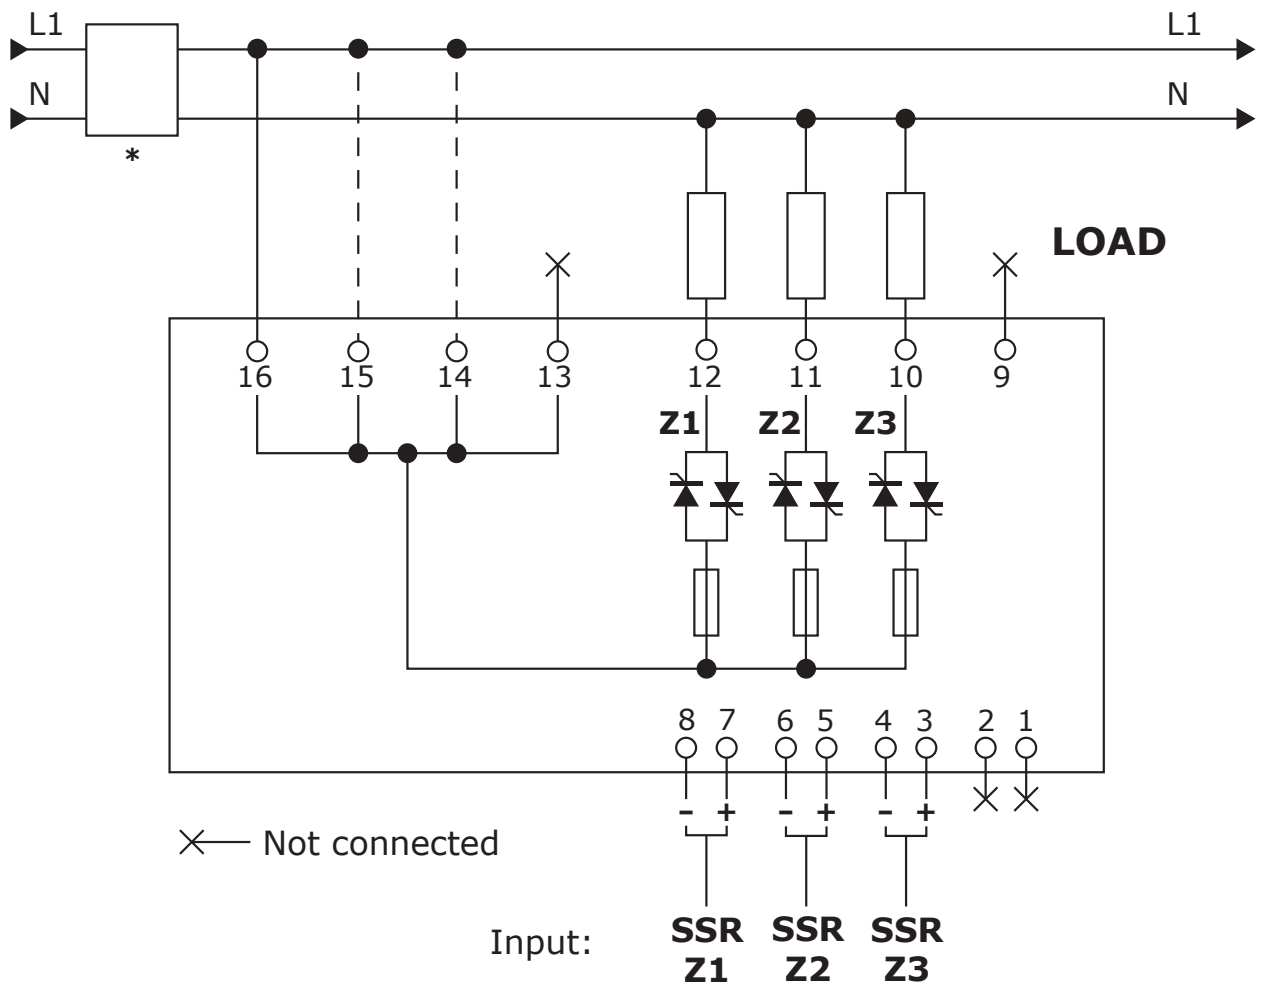 L1 L1
N N
*
LOAD
16 15 14 13 12 11 10 9
Z1 Z2 Z3
8 7 6 5 4 3 2 1
- + - + - +
Not connected
Input: SSR Z1 SSR Z2 SSR Z3